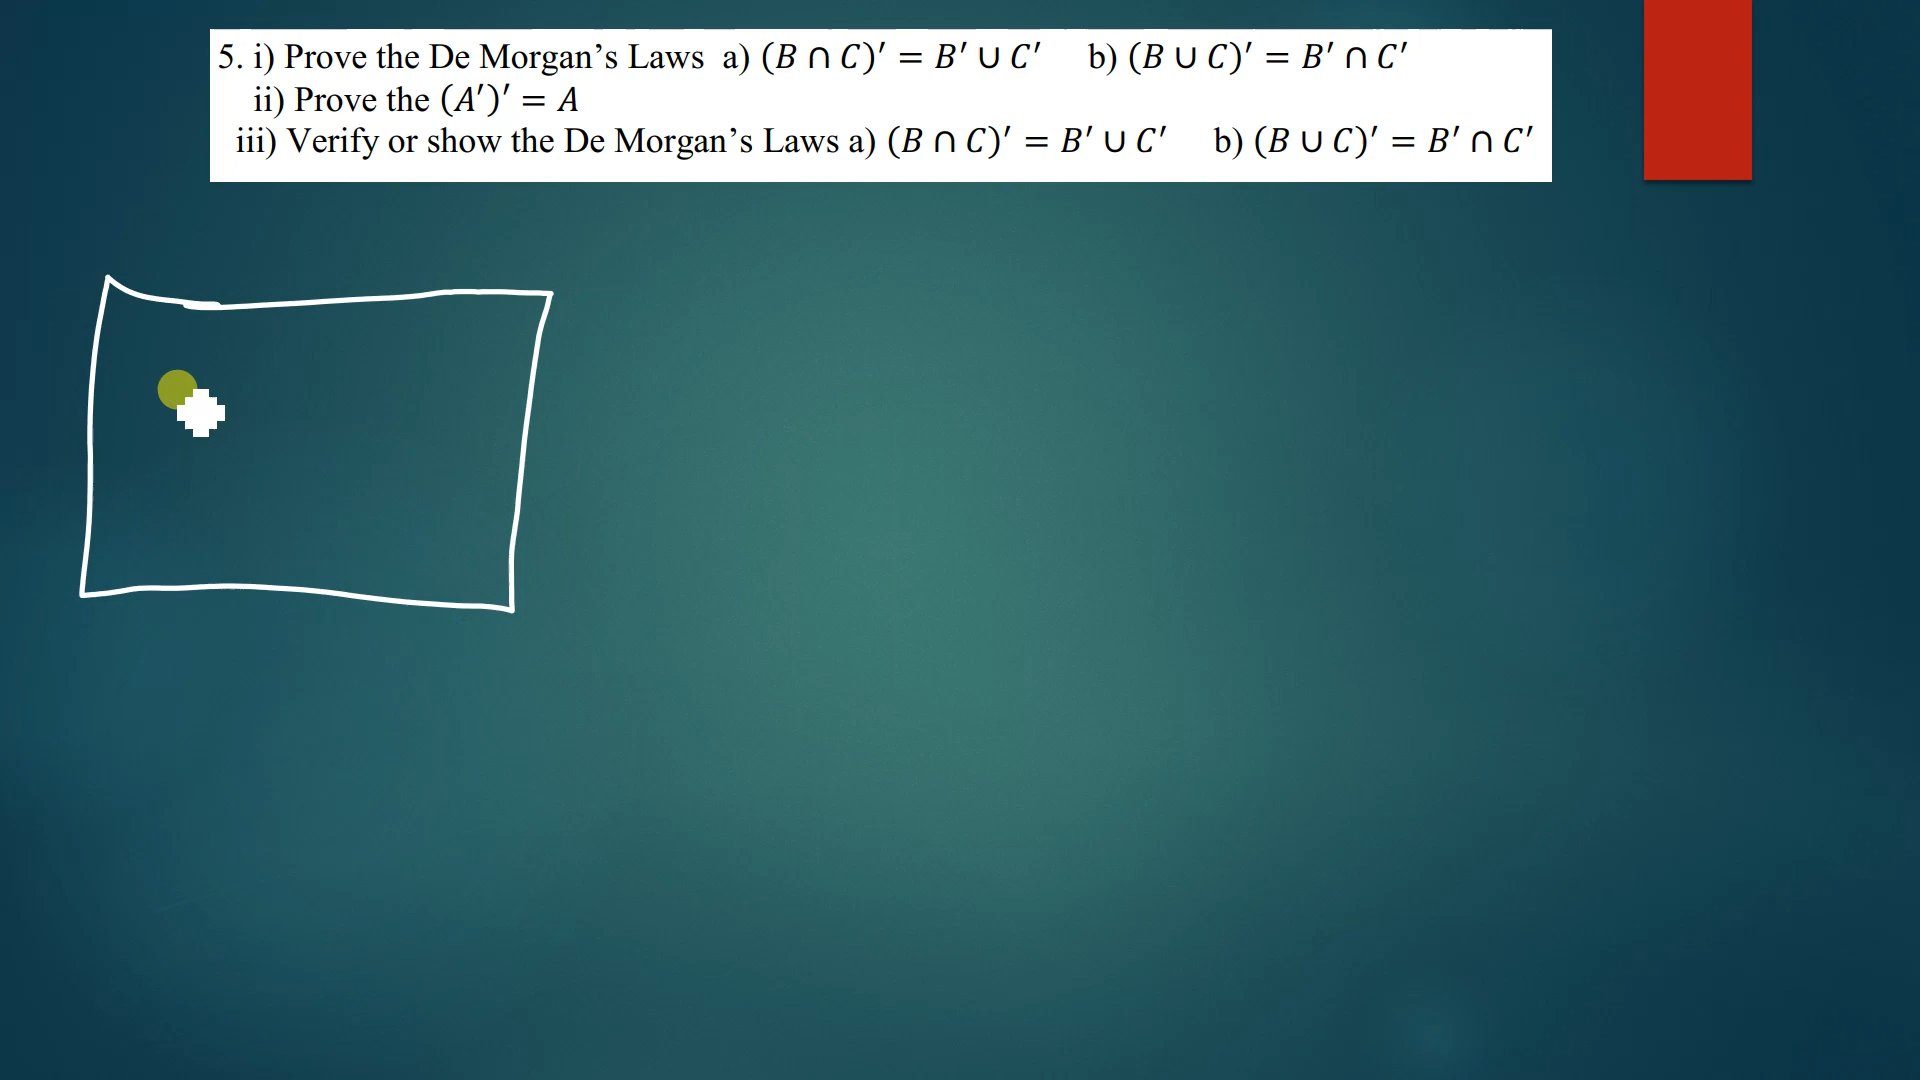 5. i) Prove the De Morgan’s Laws a) (B ∩ C)′ = B′ ∪ C′ b) (B ∪ C)′ = B′ ∩ C′
ii) Prove the (A′)′ = A
iii) Verify or show the De Morgan’s Laws a) (B ∩ C)′ = B′ ∪ C′ b) (B ∪ C)′ = B′ ∩ C′